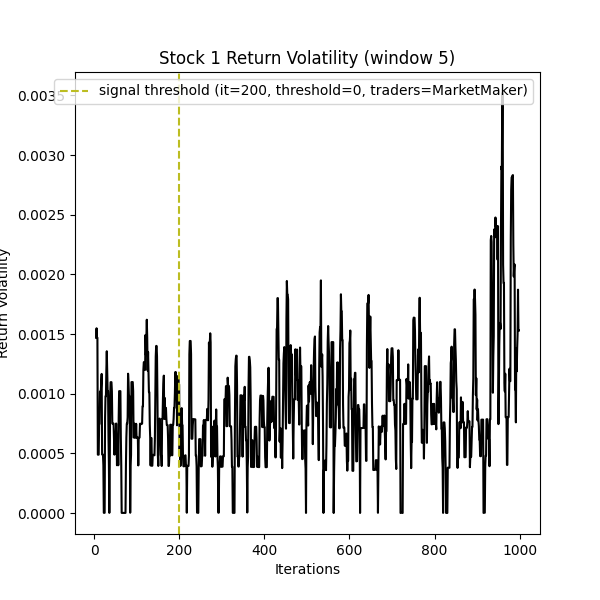 Stock 1 Return Volatility (window 5)
signal threshold (it=200, threshold=0, traders=MarketMaker)
0.0035
0.0030
0.0025
0.0020
0.0015
0.0010
0.0005
0.0000
Return Volatility
0 200 400 600 800 1000
Iterations